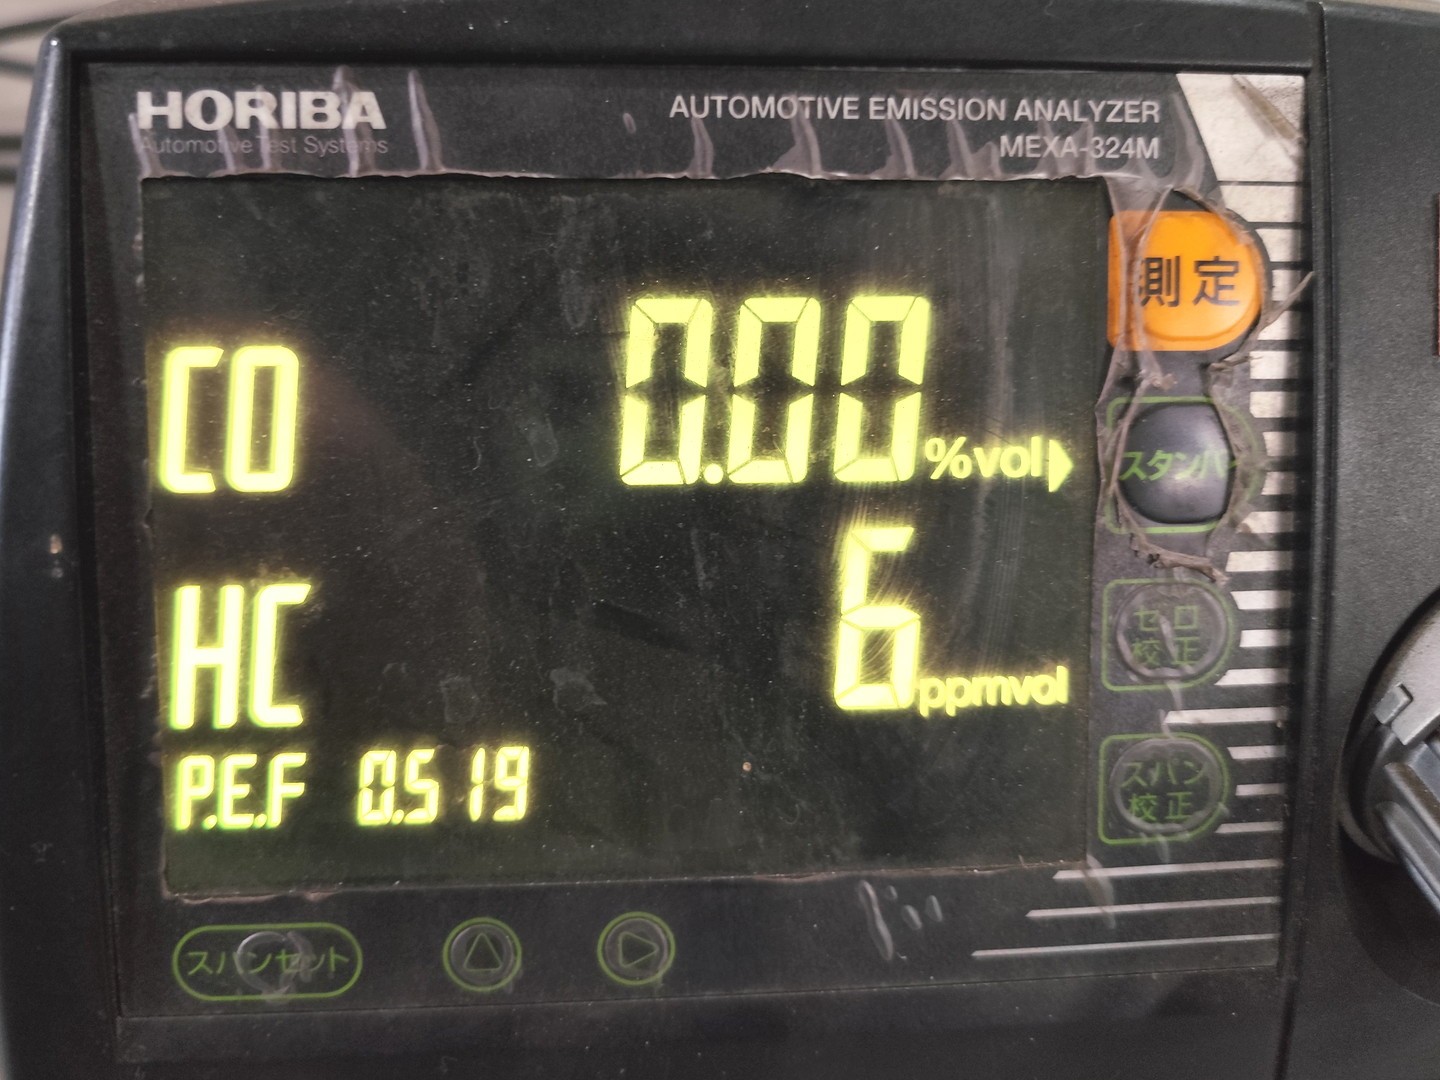 HORIBA
Automotive Test Systems
AUTOMOTIVE EMISSION ANALYZER
MEXA-324M
測定
CO 0.00 %vol
スタンバイ
HC 6 ppmvol
ゼロ
校正
P.E.F 0.519
スパン
校正
スパンセット